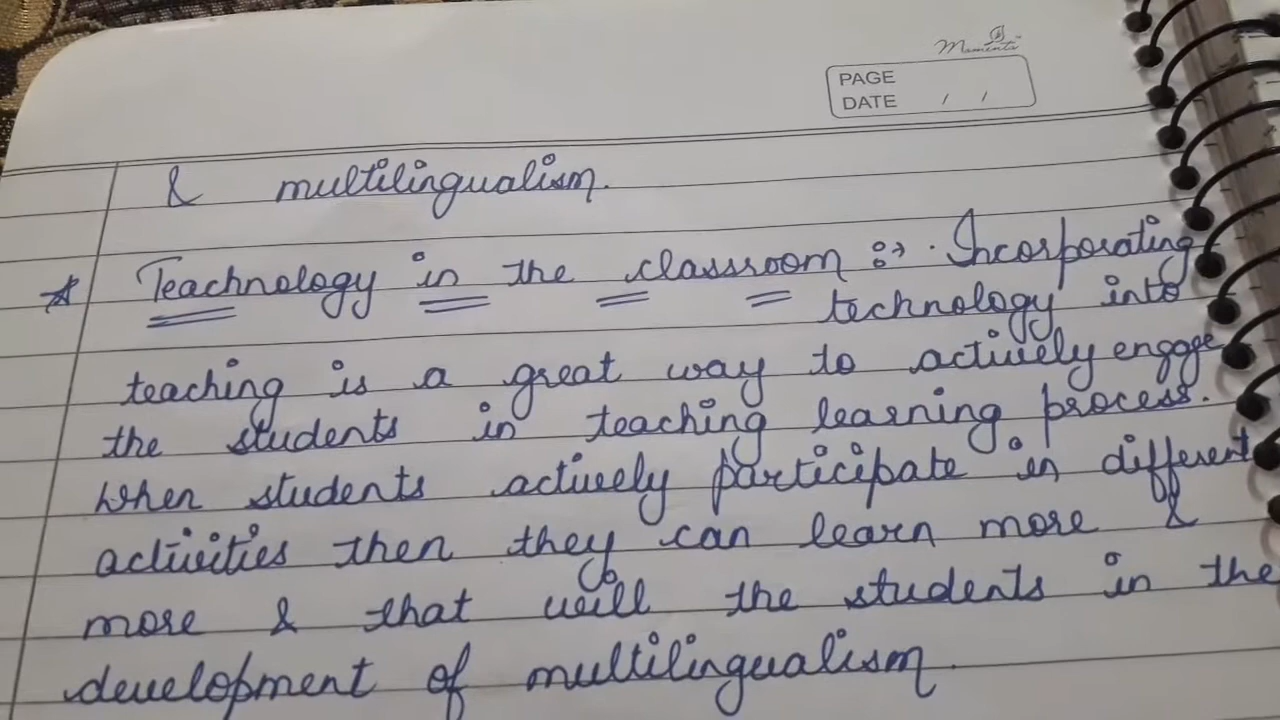 Momenta
PAGE
DATE / /
& multilingualism.
* Teachnology in the classroom :→ . Incorporating
technology into
teaching is a great way to actively engage
the students in teaching learning process.
when students actively participate in different
activities then they can learn more &
more & that will the students in the
development of multilingualism.